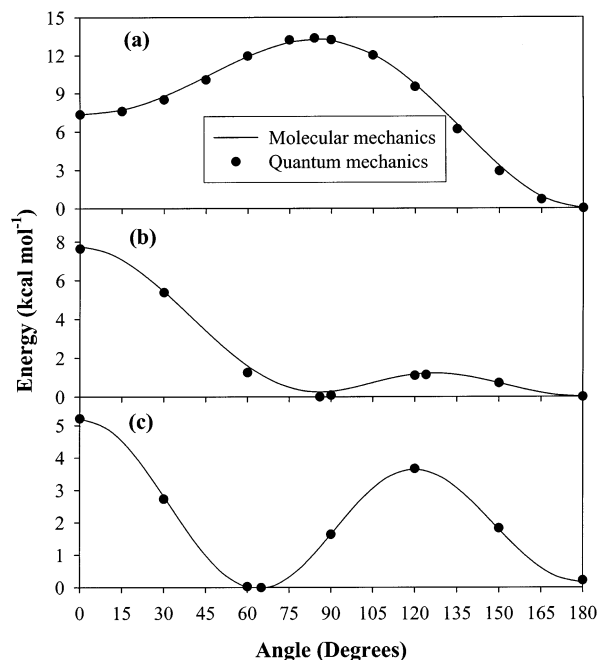 15
12
9
6
3
0
(a)
Molecular mechanics
Quantum mechanics
8
6
4
2
0
(b)
Energy (kcal mol⁻¹)
5
4
3
2
1
0
(c)
0 15 30 45 60 75 90 105 120 135 150 165 180
Angle (Degrees)